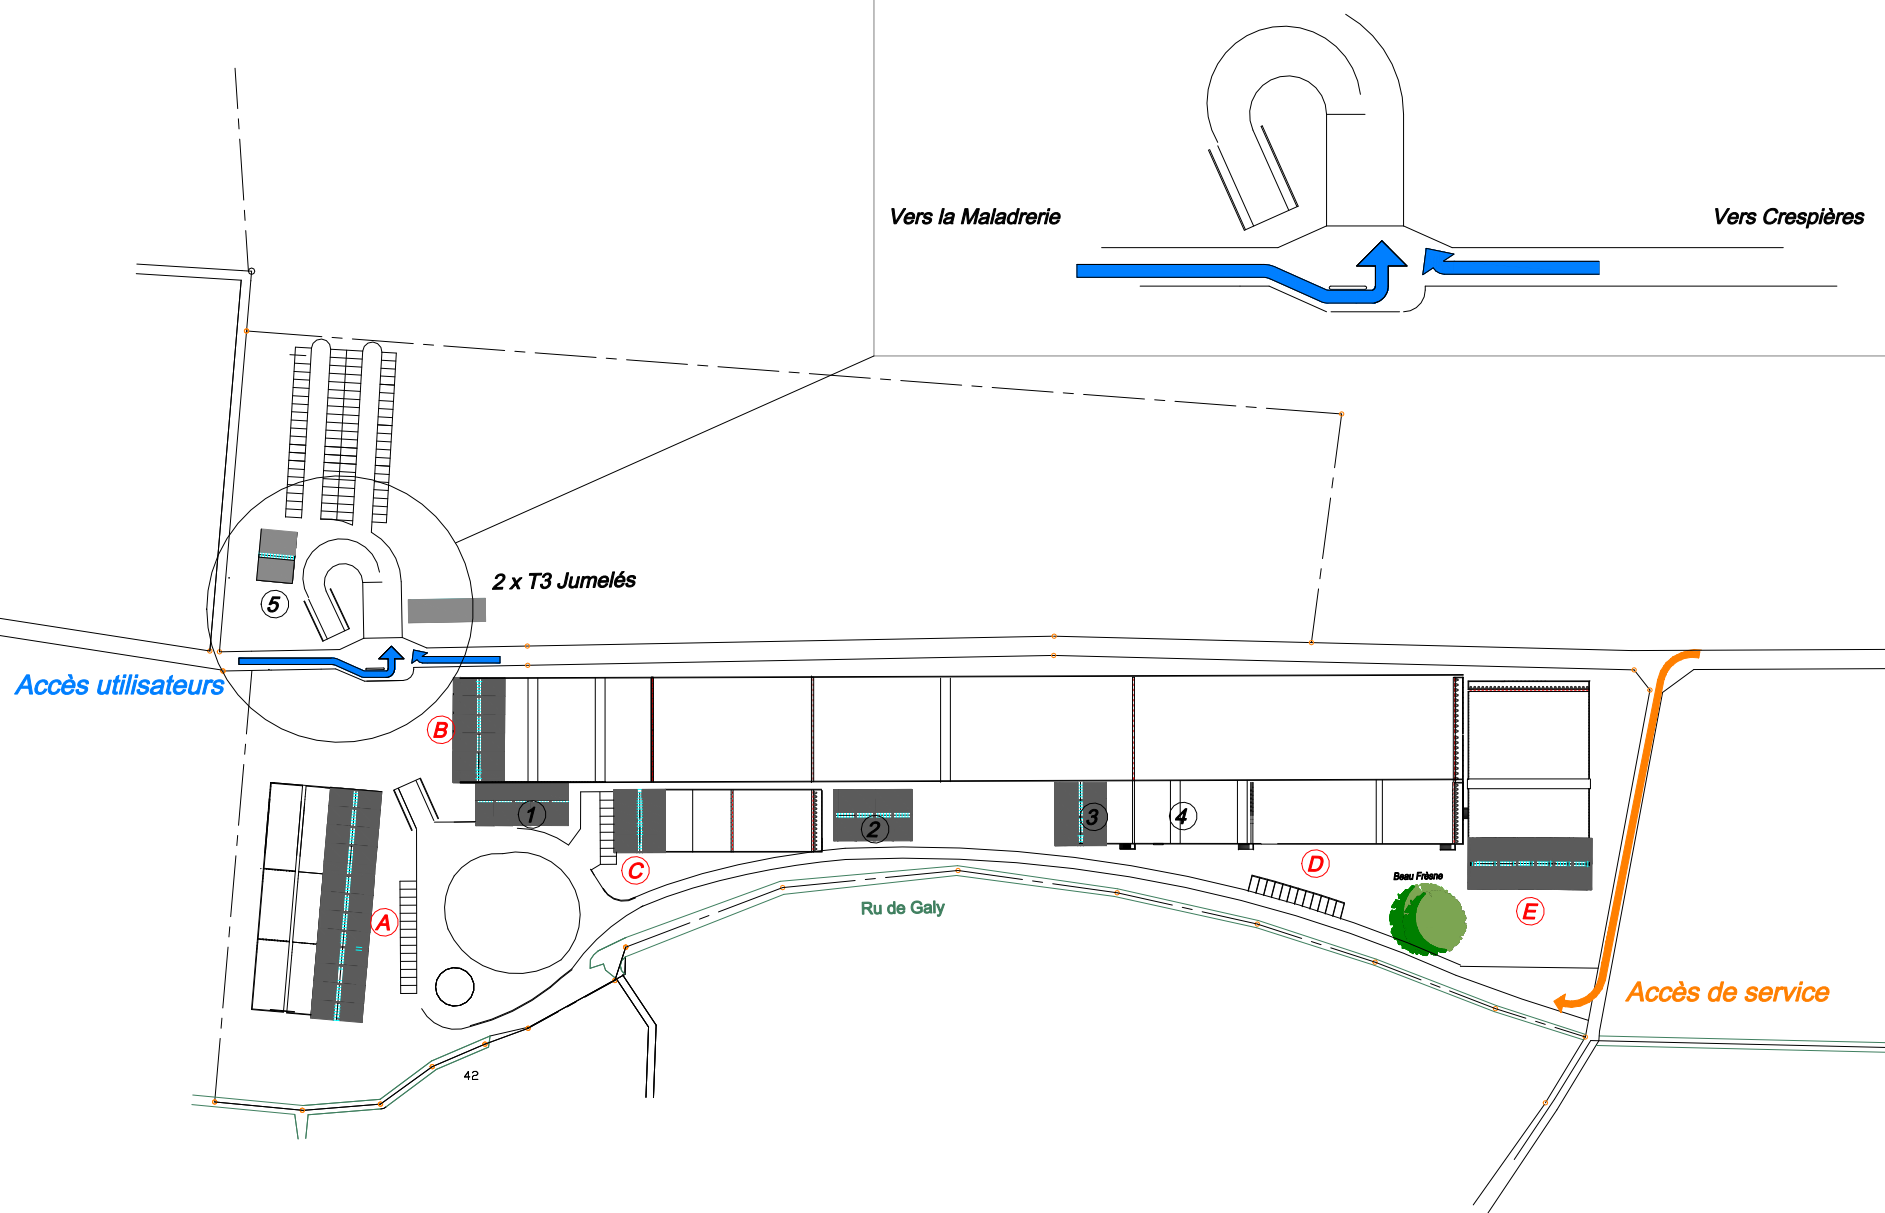 Vers la Maladrerie
Vers Crespières
2 x T3 Jumelés
5
Accès utilisateurs
B
1
2
3
4
C
D
Beau Frêsne
A
Ru de Galy
E
Accès de service
42